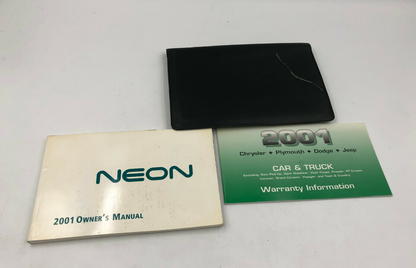 NEON
2001 OWNER'S MANUAL
2001
Chrysler ✦ Plymouth ✦ Dodge ✦ Jeep
CAR & TRUCK
Warranty Information